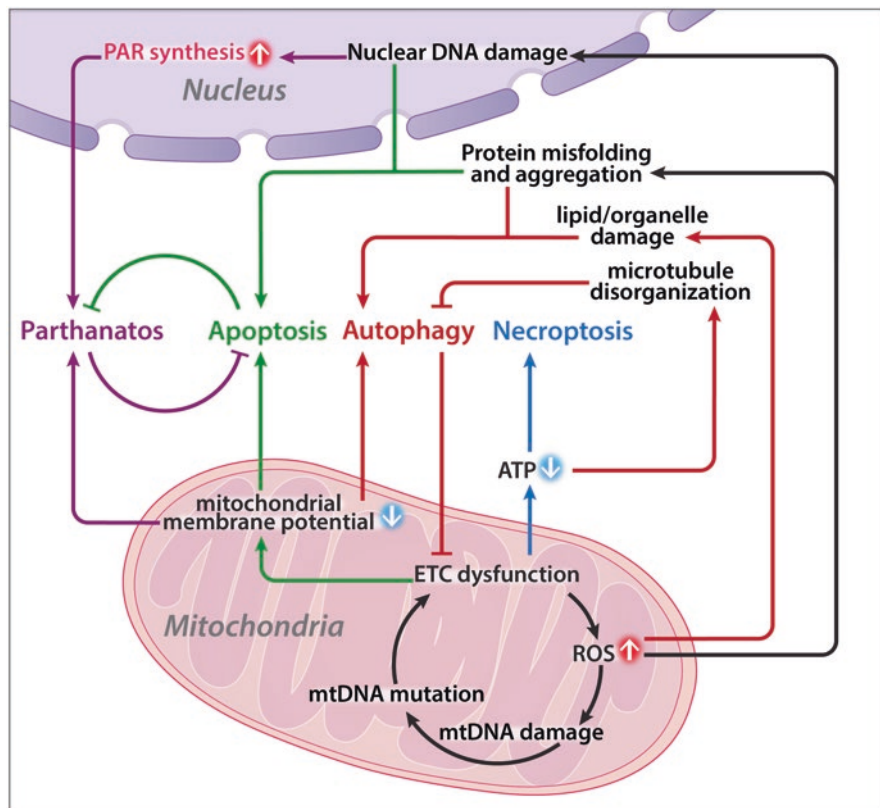 PAR synthesis
Nuclear DNA damage
Nucleus
Protein misfolding
and aggregation
lipid/organelle
damage
microtubule
disorganization
Parthanatos
Apoptosis
Autophagy
Necroptosis
ATP
mitochondrial
membrane potential
ETC dysfunction
Mitochondria
ROS
mtDNA mutation
mtDNA damage